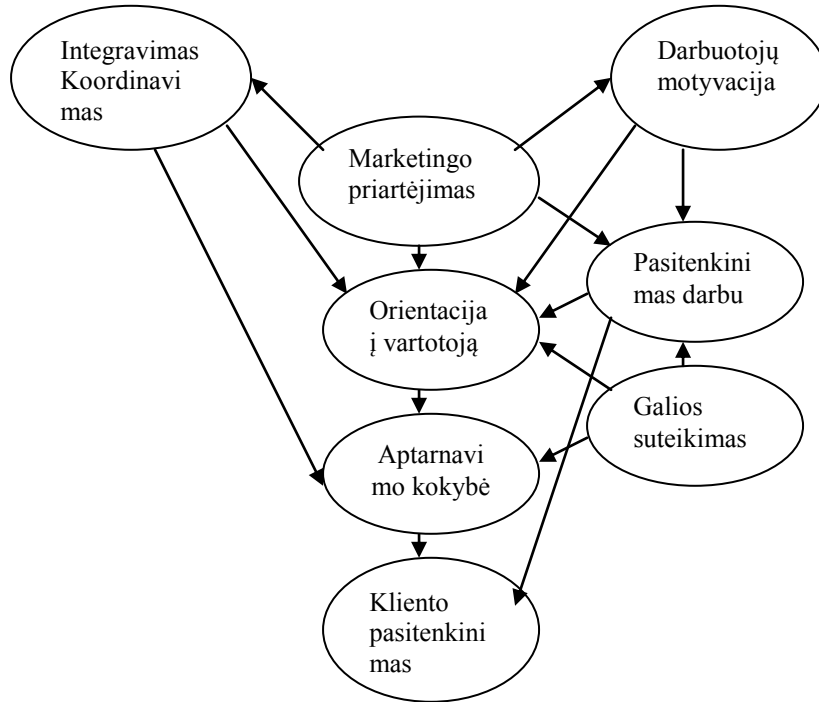 Integravimas
Koordinavi
mas
Darbuotojų
motyvacija
Marketingo
priartėjimas
Pasitenkini
mas darbu
Orientacija
į vartotoją
Galios
suteikimas
Aptarnavi
mo kokybė
Kliento
pasitenkini
mas